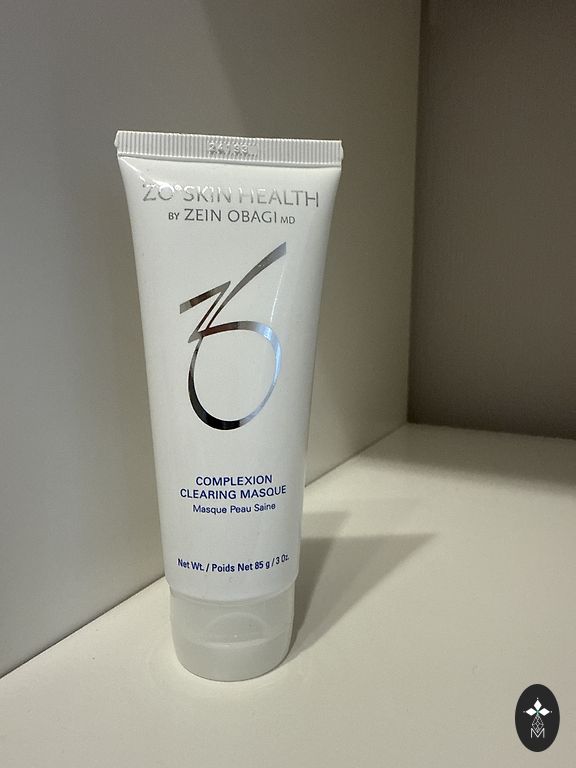 ZO® SKIN HEALTH
BY ZEIN OBAGI MD
COMPLEXION
CLEARING MASQUE
Masque Peau Saine
Net Wt. / Poids Net 85 g / 3 Oz.
M